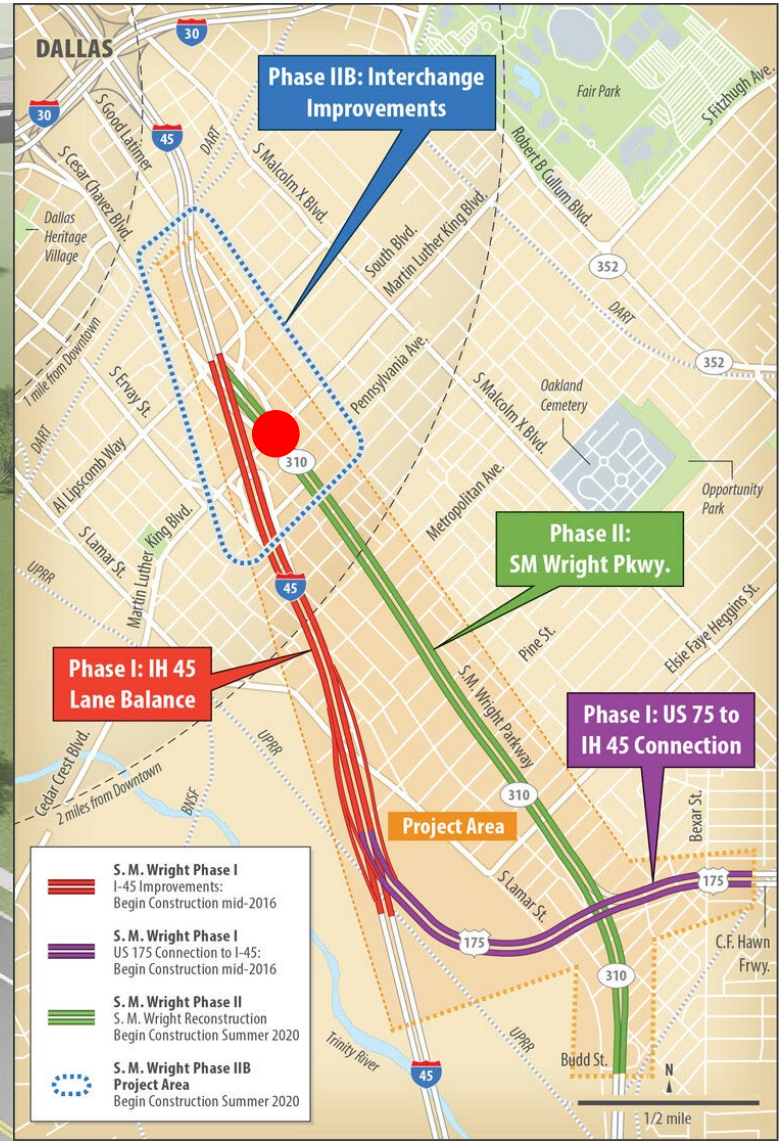 DALLAS
30
30
45
Phase IIB: Interchange
Improvements
Fair Park
S Fitzhugh Ave.
S Good Latimer
DART
S Malcolm X Blvd.
Robert B Cullum Blvd.
S Cesar Chavez Blvd.
Dallas
Heritage
Village
South Blvd.
Martin Luther King Blvd.
352
DART
352
1 mile from Downtown
S Ervay St.
Pennsylvania Ave.
S Malcolm X Blvd.
Oakland
Cemetery
DART
Al Lipscomb Way
310
Metropolitan Ave.
Opportunity
Park
S Lamar St.
Martin Luther King Blvd.
Phase II:
SM Wright Pkwy.
UPRR
45
Elsie Faye Heggins St.
Pine St.
Phase I: IH 45
Lane Balance
S.M. Wright Parkway
Phase I: US 75 to
IH 45 Connection
Cedar Crest Blvd.
2 miles from Downtown
BNSF
UPRR
310
Bexar St.
Project Area
S. M. Wright Phase I
I-45 Improvements:
Begin Construction mid-2016
S Lamar St.
175
175
C.F. Hawn
Frwy.
S. M. Wright Phase I
US 175 Connection to I-45:
Begin Construction mid-2016
310
S. M. Wright Phase II
S. M. Wright Reconstruction
Begin Construction Summer 2020
Trinity River
UPRR
Budd St.
N
S. M. Wright Phase IIB
Project Area
Begin Construction Summer 2020
45
1/2 mile